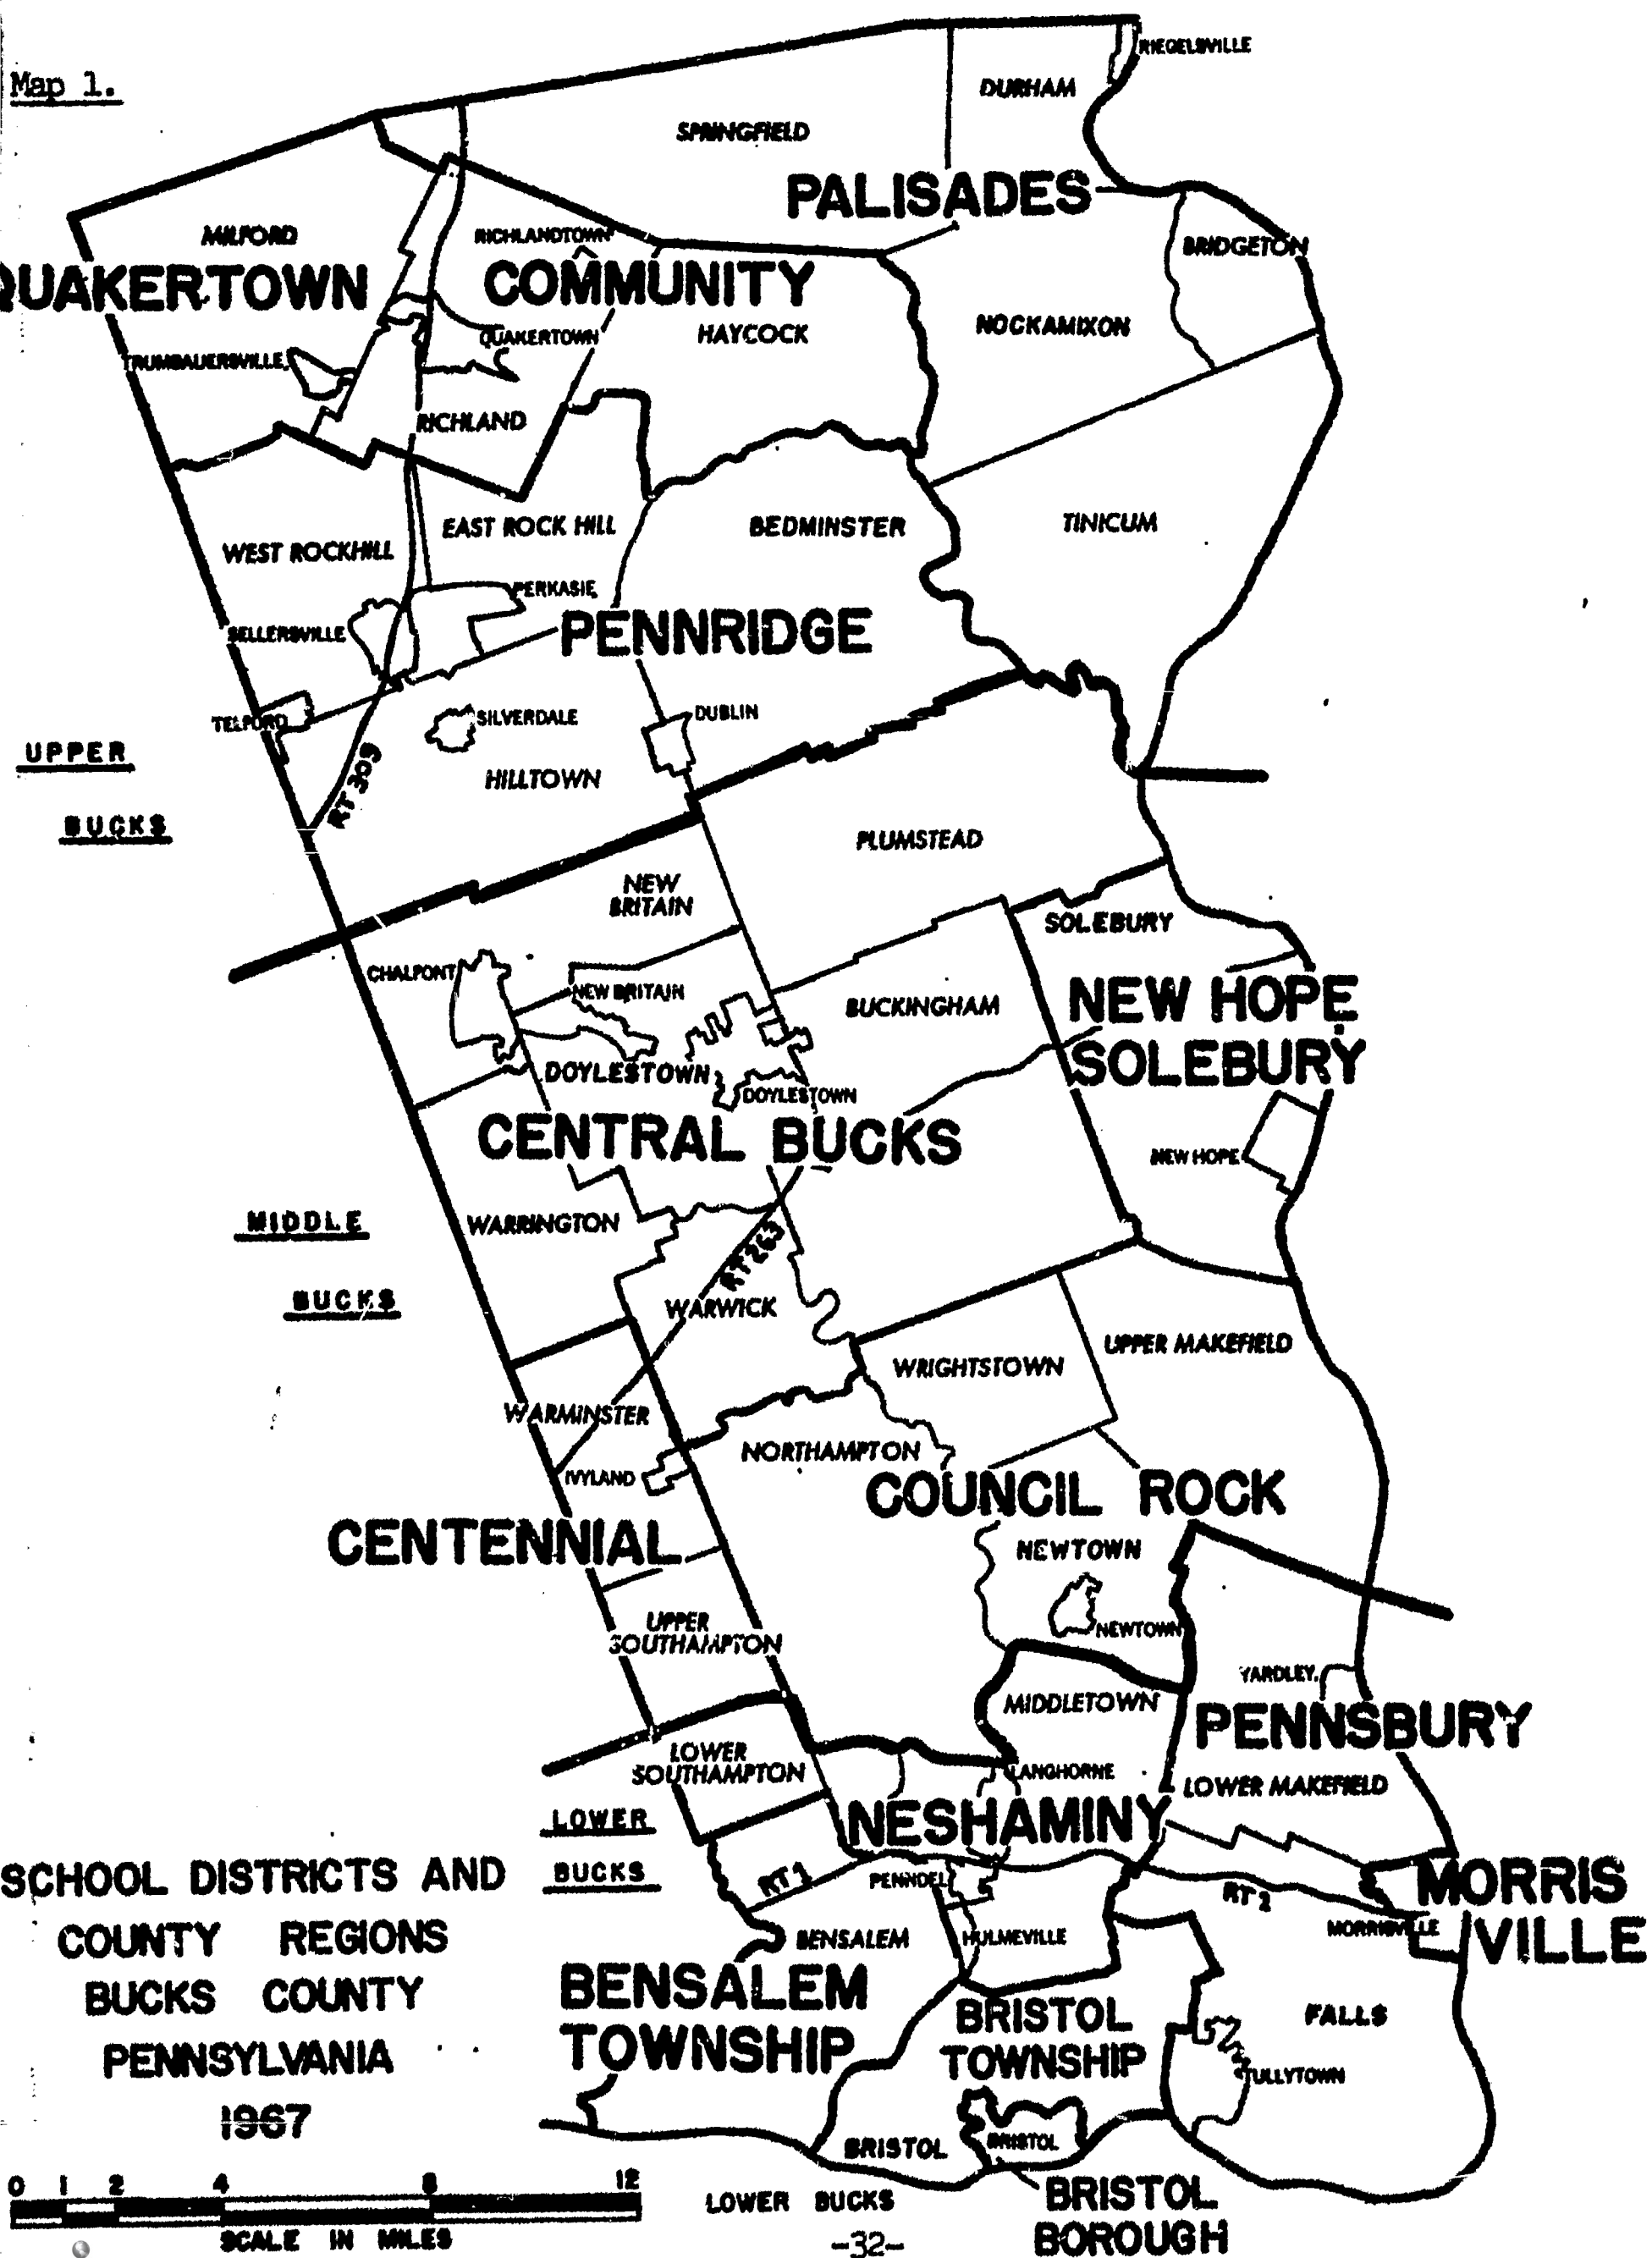 Map 1.
RIEGELSVILLE
DURHAM
SPRINGFIELD
PALISADES
MILFORD
RICHLANDTOWN
BRIDGETON
QUAKERTOWN COMMUNITY
NOCKAMIXON
HAYCOCK
QUAKERTOWN
TRUMBAUERSVILLE
RICHLAND
TINICUM
EAST ROCK HILL
BEDMINSTER
WEST ROCKHILL
PERKASIE
SELLERSVILLE
PENNRIDGE
TELFORD
SILVERDALE
DUBLIN
UPPER
BUCKS
RT 309
HILLTOWN
PLUMSTEAD
NEW
BRITAIN
SOLEBURY
CHALFONT
NEW BRITAIN
BUCKINGHAM
NEW HOPE
SOLEBURY
DOYLESTOWN
DOYLESTOWN
CENTRAL BUCKS
NEW HOPE
MIDDLE
BUCKS
WARRINGTON
RT 263
WARWICK
UPPER MAKEFIELD
WRIGHTSTOWN
WARMINSTER
NORTHAMPTON
IVYLAND
COUNCIL ROCK
CENTENNIAL
NEWTOWN
NEWTOWN
UPPER
SOUTHAMPTON
YARDLEY
MIDDLETOWN
PENNSBURY
LOWER
SOUTHAMPTON
LANGHORNE
LOWER MAKEFIELD
LOWER
BUCKS
NESHAMINY
RT 1
PENNDEL
RT 2
MORRIS
VILLE
MORRISVILLE
BENSALEM
HULMEVILLE
BENSALEM
TOWNSHIP
BRISTOL
TOWNSHIP
FALLS
TULLYTOWN
BRISTOL
BRISTOL
BRISTOL
BOROUGH
LOWER BUCKS
SCHOOL DISTRICTS AND
COUNTY REGIONS
BUCKS COUNTY
PENNSYLVANIA
1967
0 1 2 4 8 12
SCALE IN MILES
-32-